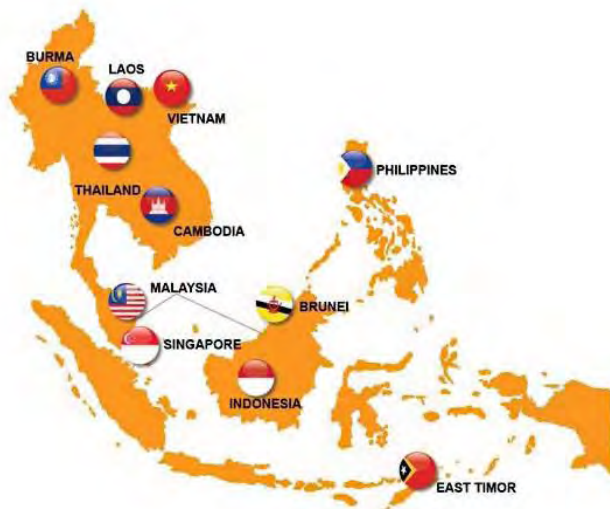 BURMA
LAOS
VIETNAM
THAILAND
CAMBODIA
PHILIPPINES
MALAYSIA
BRUNEI
SINGAPORE
INDONESIA
EAST TIMOR